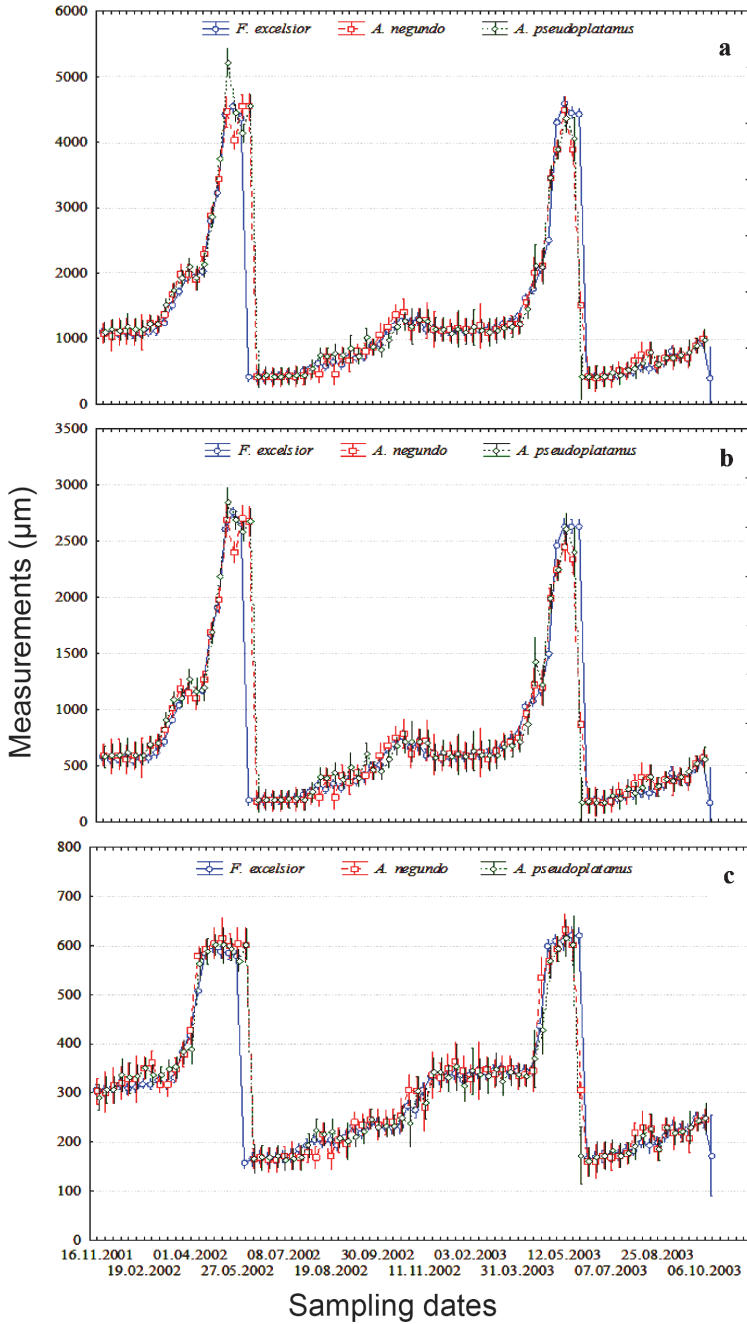 6000
5000
4000
3000
2000
1000
0
F. excelsior A. negundo A. pseudoplatanus
a
3500
3000
2500
2000
1500
1000
500
0
F. excelsior A. negundo A. pseudoplatanus
b
800
700
600
500
400
300
200
100
0
F. excelsior A. negundo A. pseudoplatanus
c
Measurements (µm)
16.11.2001 01.04.2002 08.07.2002 30.09.2002 03.02.2003 12.05.2003 25.08.2003
19.02.2002 27.05.2002 19.08.2002 11.11.2002 31.03.2003 07.07.2003 06.10.2003
Sampling dates